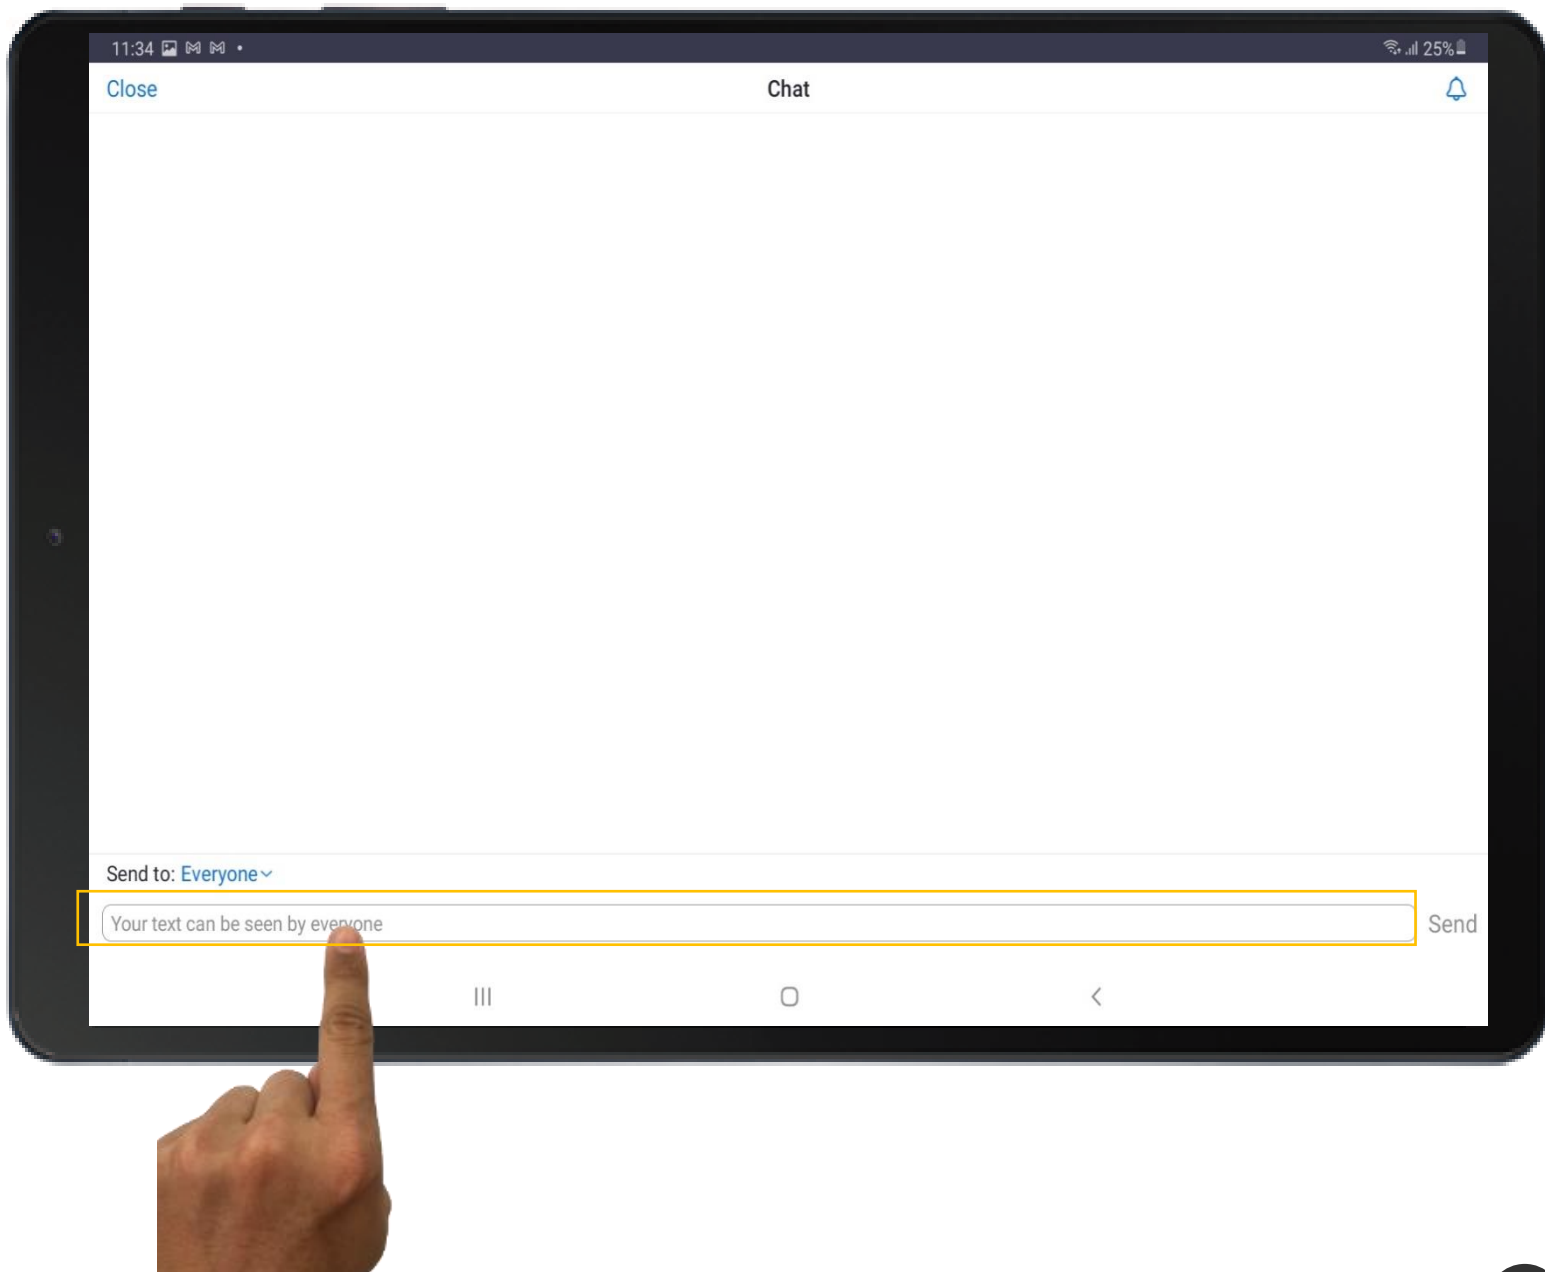 11:34
25%
Close
Chat
Send to: Everyone
Your text can be seen by everyone
Send